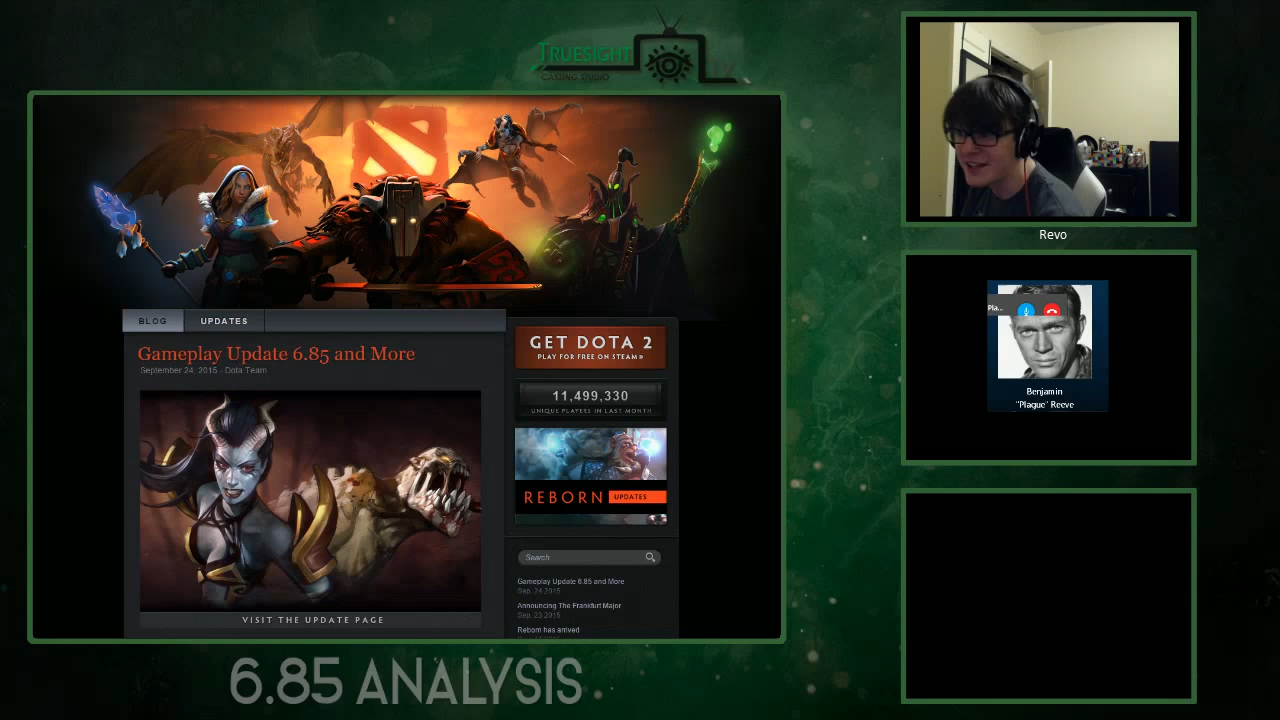 TRUESIGHT
CASTING STUDIO
Revo
Pla...
Benjamin
"Plague" Reeve
BLOG
UPDATES
Gameplay Update 6.85 and More
September 24, 2015 - Dota Team
VISIT THE UPDATE PAGE
GET DOTA 2
PLAY FOR FREE ON STEAM »
11,499,330
UNIQUE PLAYERS IN LAST MONTH
REBORN UPDATES
Search
Gameplay Update 6.85 and More
Sep. 24 2015
Announcing The Frankfurt Major
Sep. 23 2015
Reborn has arrived
6.85 ANALYSIS